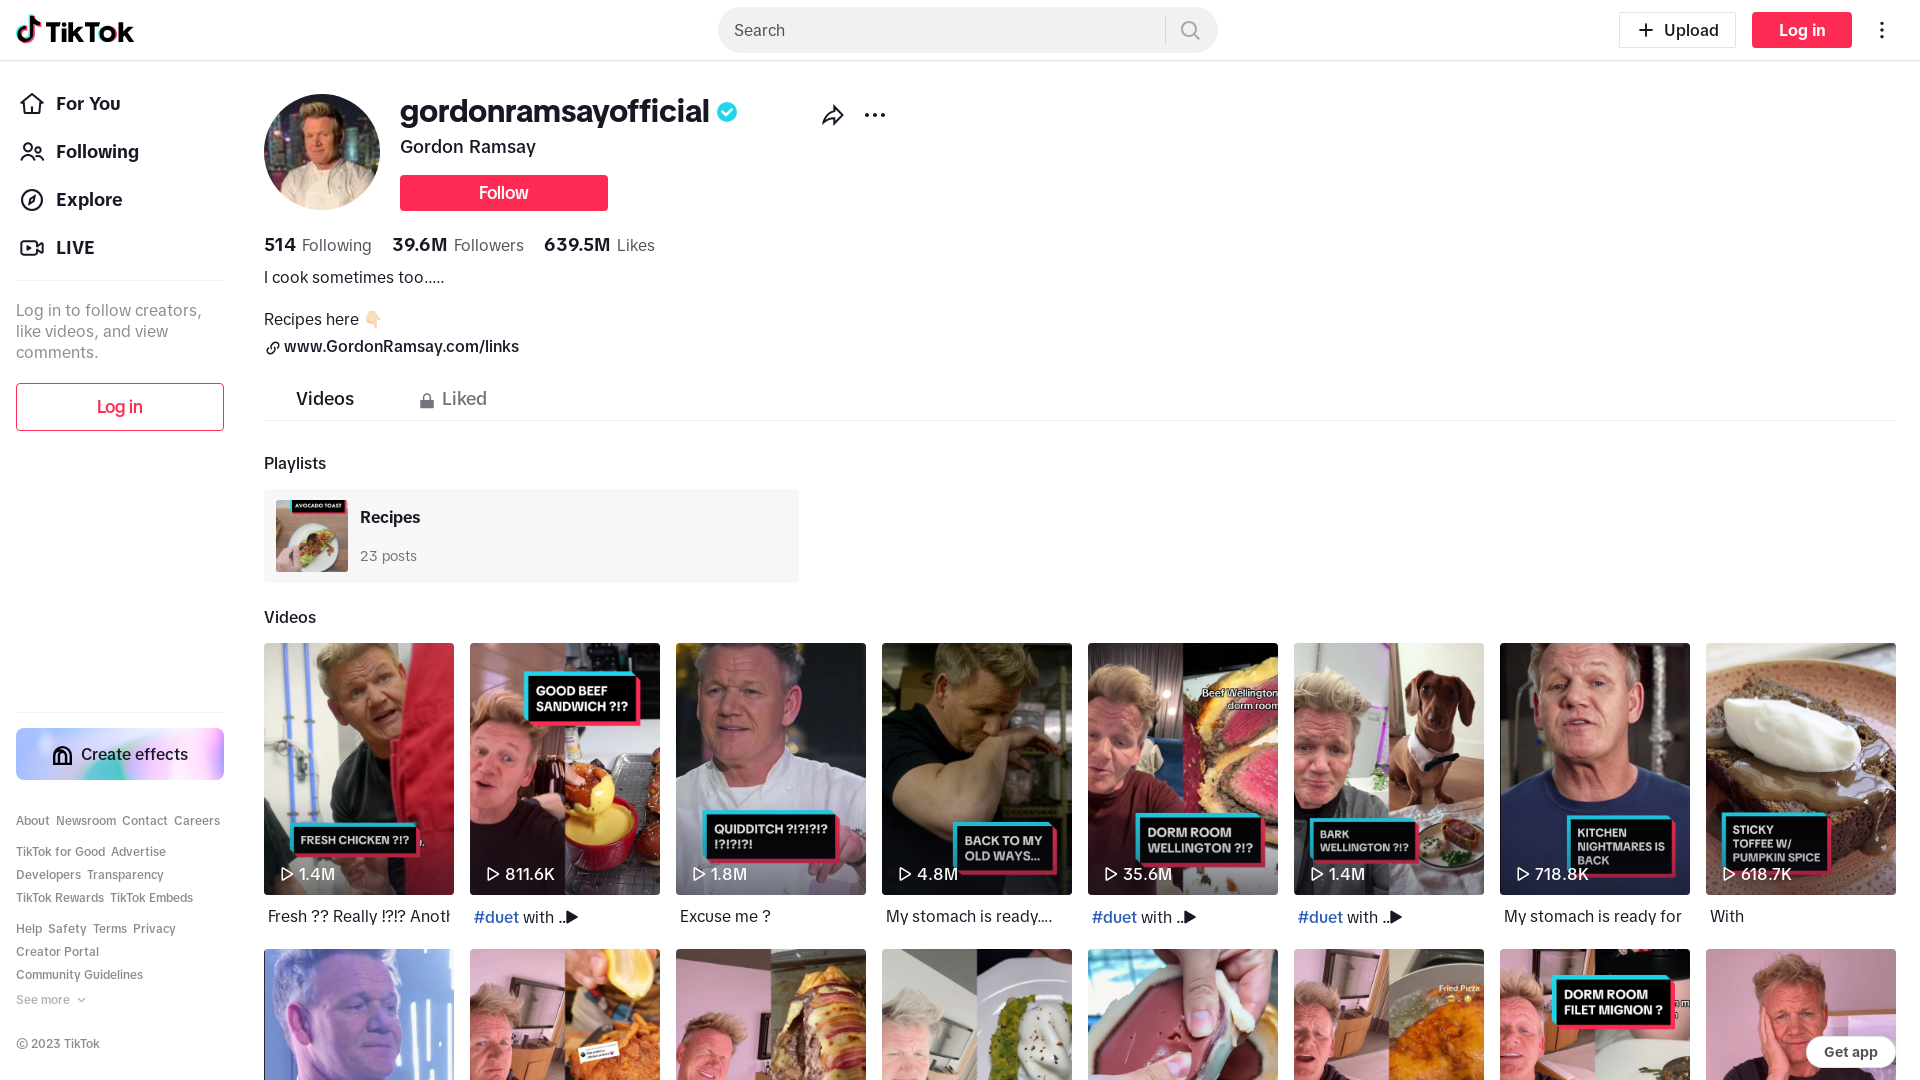 TikTok
Search
Upload
Log in
For You
Following
Explore
LIVE
Log in to follow creators,
like videos, and view
comments.
Log in
Create effects
About Newsroom Contact Careers
TikTok for Good Advertise
Developers Transparency
TikTok Rewards TikTok Embeds
Help Safety Terms Privacy
Creator Portal
Community Guidelines
See more
© 2023 TikTok
gordonramsayofficial
Gordon Ramsay
Follow
514 Following 39.6M Followers 639.5M Likes
I cook sometimes too.....
Recipes here 👇🏻
www.GordonRamsay.com/links
Videos
Liked
Playlists
AVOCADO TOAST
Recipes
23 posts
Videos
FRESH CHICKEN ?!?
1.4M
Fresh ?? Really !?!? Anoth
GOOD BEEF
SANDWICH ?!?
811.6K
#duet with ..
QUIDDITCH ?!?!?!?
!?!?!?!
1.8M
Excuse me ?
BACK TO MY
OLD WAYS...
4.8M
My stomach is ready....
Beef Wellington
dorm room
DORM ROOM
WELLINGTON ?!?
35.6M
#duet with ..
BARK
WELLINGTON ?!?
1.4M
#duet with ..
KITCHEN
NIGHTMARES IS
BACK
718.8K
My stomach is ready for
STICKY
TOFFEE W/
PUMPKIN SPICE
618.7K
With
Fried Pizza
DORM ROOM
FILET MIGNON ?
Get app